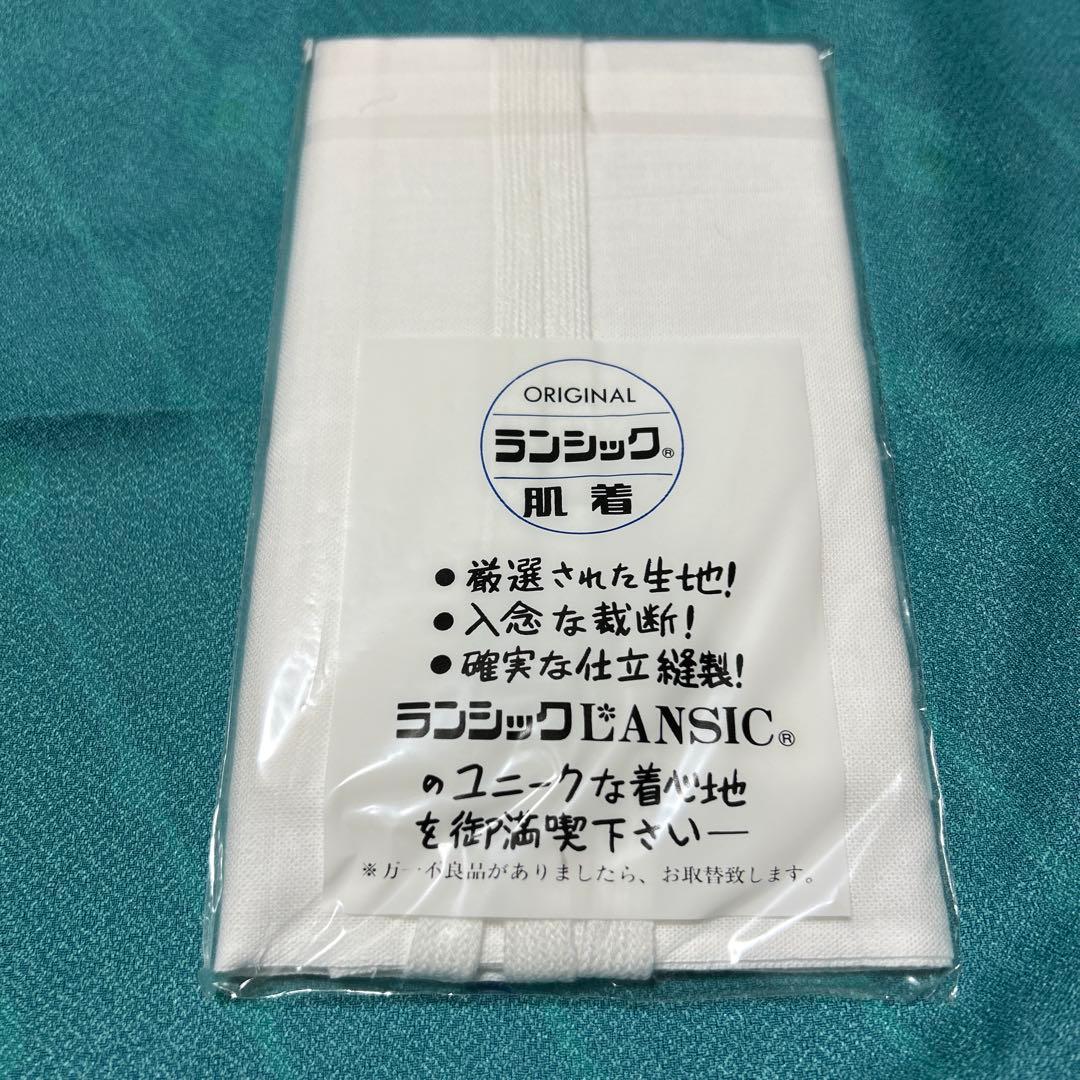 ORIGINAL
ランシック®
肌着
●厳選された生地!
●入念な裁断!
●確実な仕立縫製!
ランシックL'ANSIC®
のユニークな着心地
を御満喫下さい―
※万一不良品がありましたら、お取替致します。